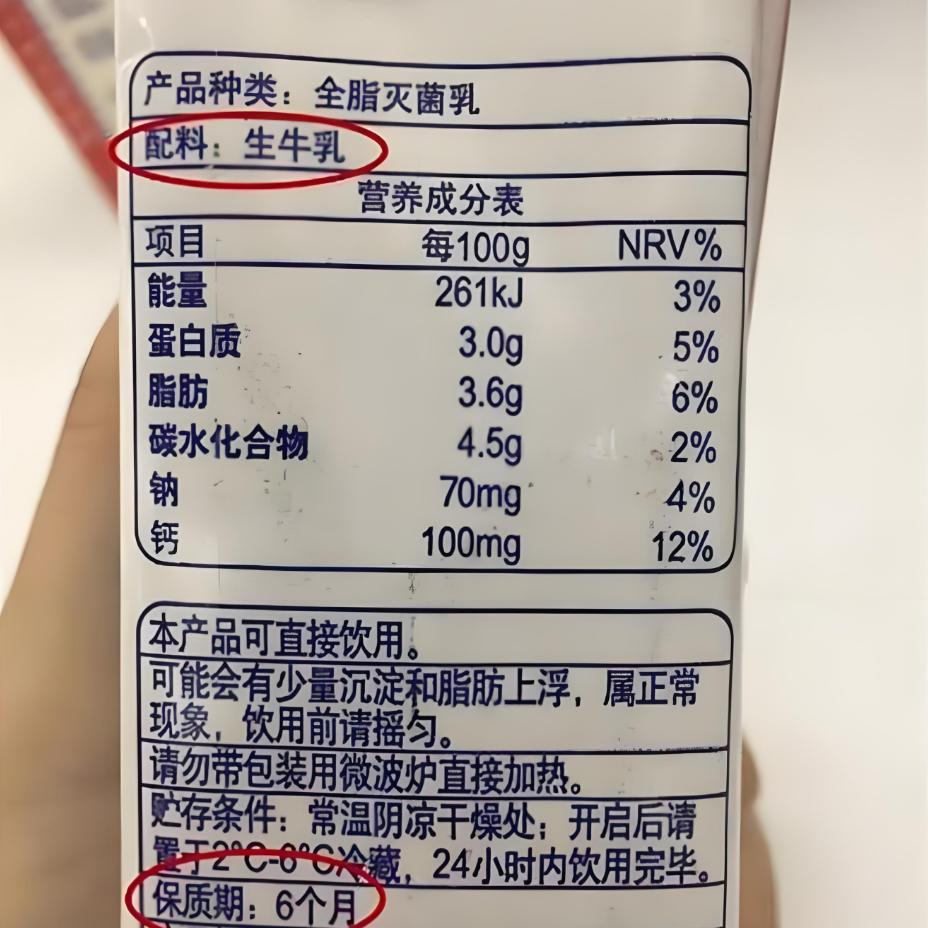 产品种类：全脂灭菌乳
配料：生牛乳
营养成分表
项目 每100g NRV%
能量 261kJ 3%
蛋白质 3.0g 5%
脂肪 3.6g 6%
碳水化合物 4.5g 2%
钠 70mg 4%
钙 100mg 12%
本产品可直接饮用。
可能会有少量沉淀和脂肪上浮，属正常
现象，饮用前请摇匀。
请勿带包装用微波炉直接加热。
贮存条件：常温阴凉干燥处；开启后请
置于2°C-6°C冷藏，24小时内饮用完毕。
保质期：6个月